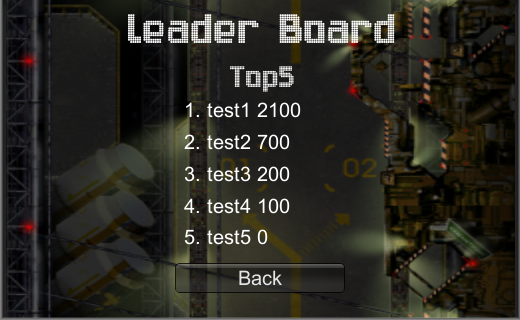 Leader Board
Top5
1. test1 2100
2. test2 700
3. test3 200
4. test4 100
5. test5 0
02
Back